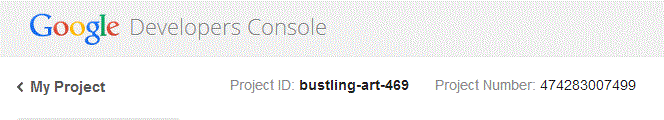 Google Developers Console
My Project Project ID: bustling-art-469 Project Number: 474283007499